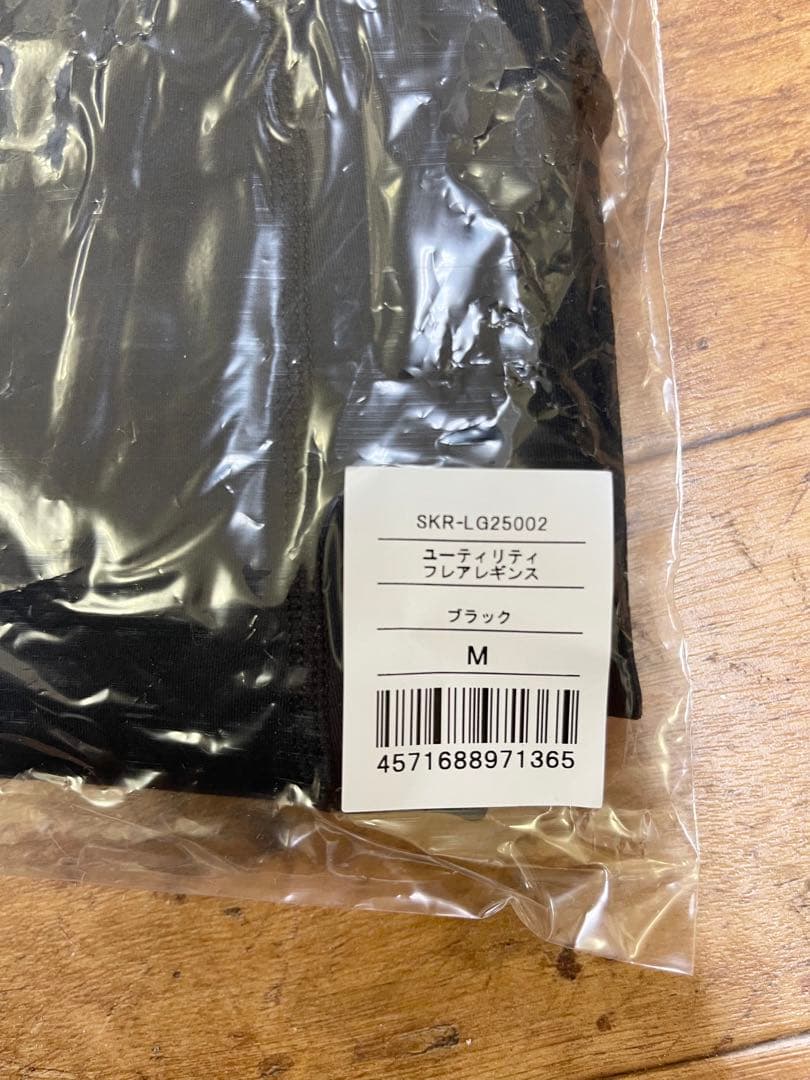 SKR-LG25002
ユーティリティ
フレアレギンス
ブラック
M
4571688971365